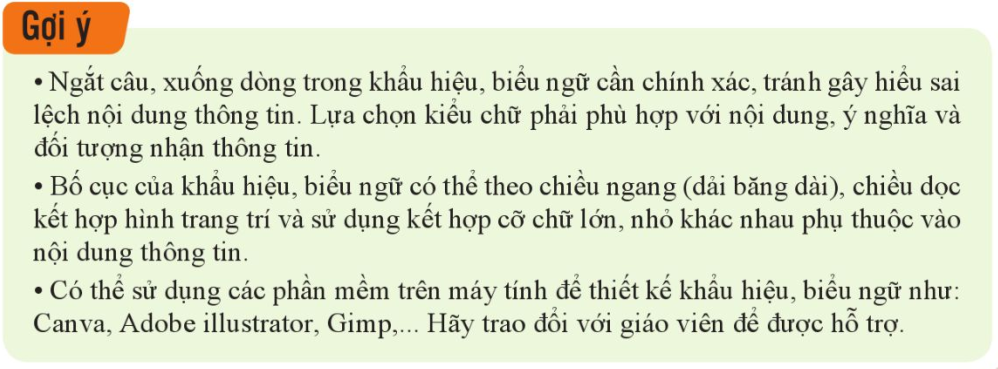 Gợi ý
• Ngắt câu, xuống dòng trong khẩu hiệu, biểu ngữ cần chính xác, tránh gây hiểu sai
lệch nội dung thông tin. Lựa chọn kiểu chữ phải phù hợp với nội dung, ý nghĩa và
đối tượng nhận thông tin.
• Bố cục của khẩu hiệu, biểu ngữ có thể theo chiều ngang (dải băng dài), chiều dọc
kết hợp hình trang trí và sử dụng kết hợp cỡ chữ lớn, nhỏ khác nhau phụ thuộc vào
nội dung thông tin.
• Có thể sử dụng các phần mềm trên máy tính để thiết kế khẩu hiệu, biểu ngữ như:
Canva, Adobe illustrator, Gimp,... Hãy trao đổi với giáo viên để được hỗ trợ.